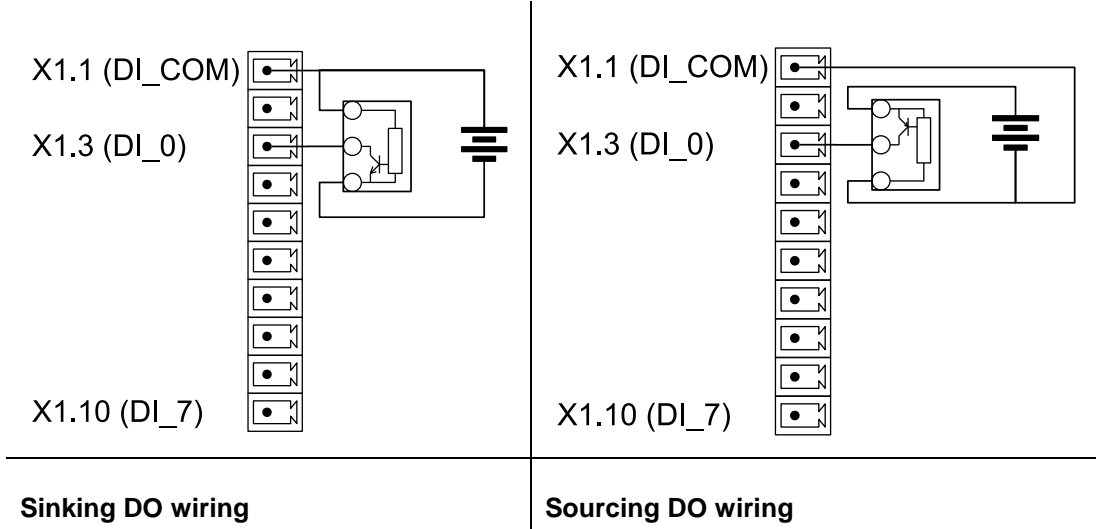 X1.1 (DI_COM)
X1.3 (DI_0)
X1.10 (DI_7)
Sinking DO wiring
X1.1 (DI_COM)
X1.3 (DI_0)
X1.10 (DI_7)
Sourcing DO wiring